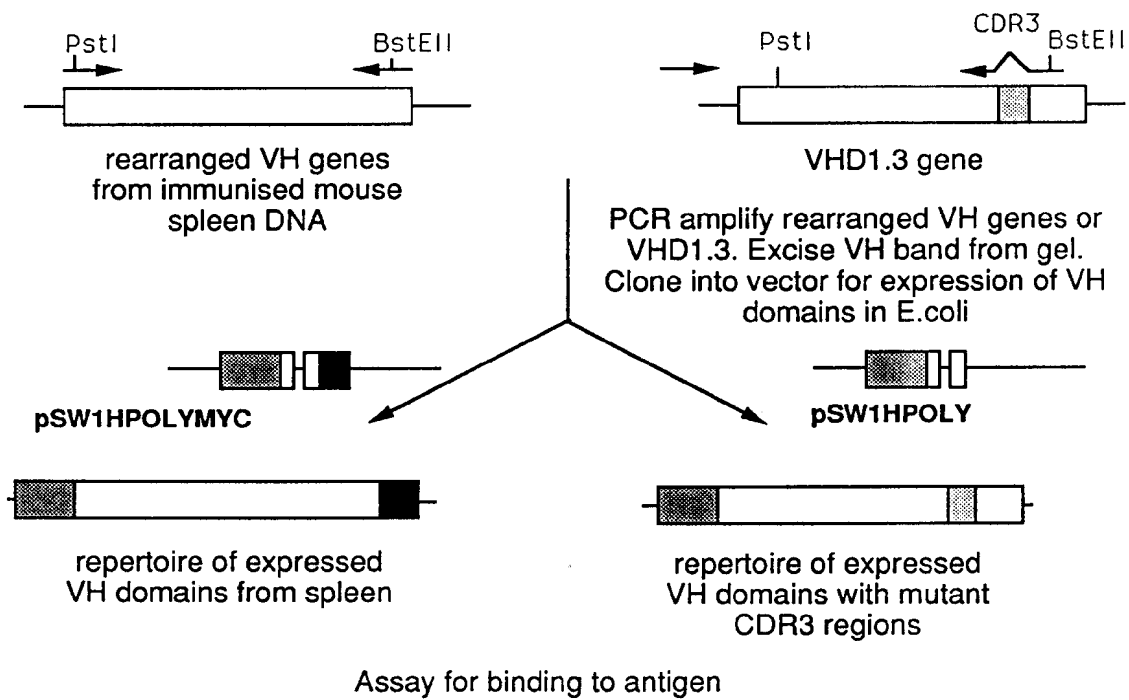 PstI
BstEII
rearranged VH genes
from immunised mouse
spleen DNA
PstI
CDR3
BstEII
VHD1.3 gene
PCR amplify rearranged VH genes or
VHD1.3. Excise VH band from gel.
Clone into vector for expression of VH
domains in E.coli
pSW1HPOLYMYC
pSW1HPOLY
repertoire of expressed
VH domains from spleen
repertoire of expressed
VH domains with mutant
CDR3 regions
Assay for binding to antigen